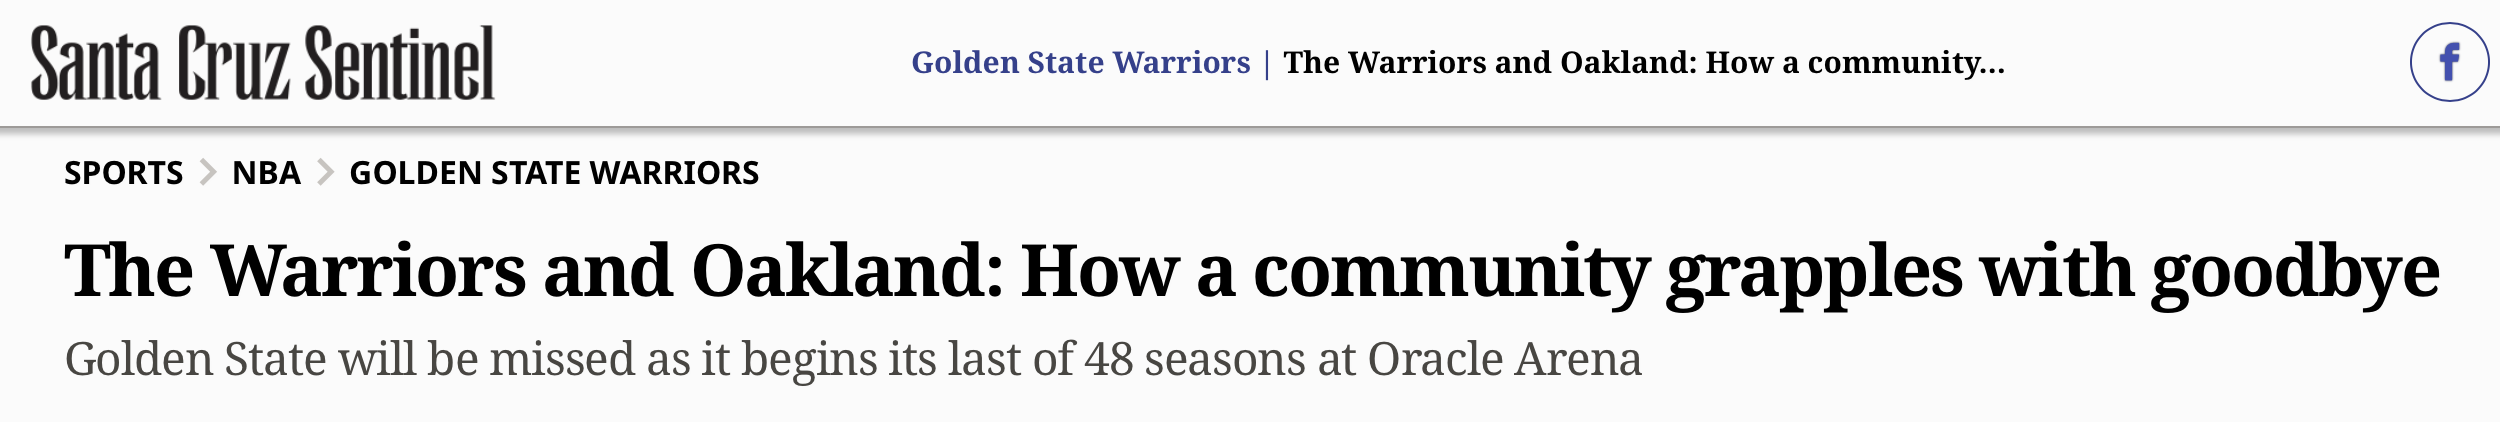 Santa Cruz Sentinel
Golden State Warriors | The Warriors and Oakland: How a community...
f
SPORTS > NBA > GOLDEN STATE WARRIORS
The Warriors and Oakland: How a community grapples with goodbye
Golden State will be missed as it begins its last of 48 seasons at Oracle Arena